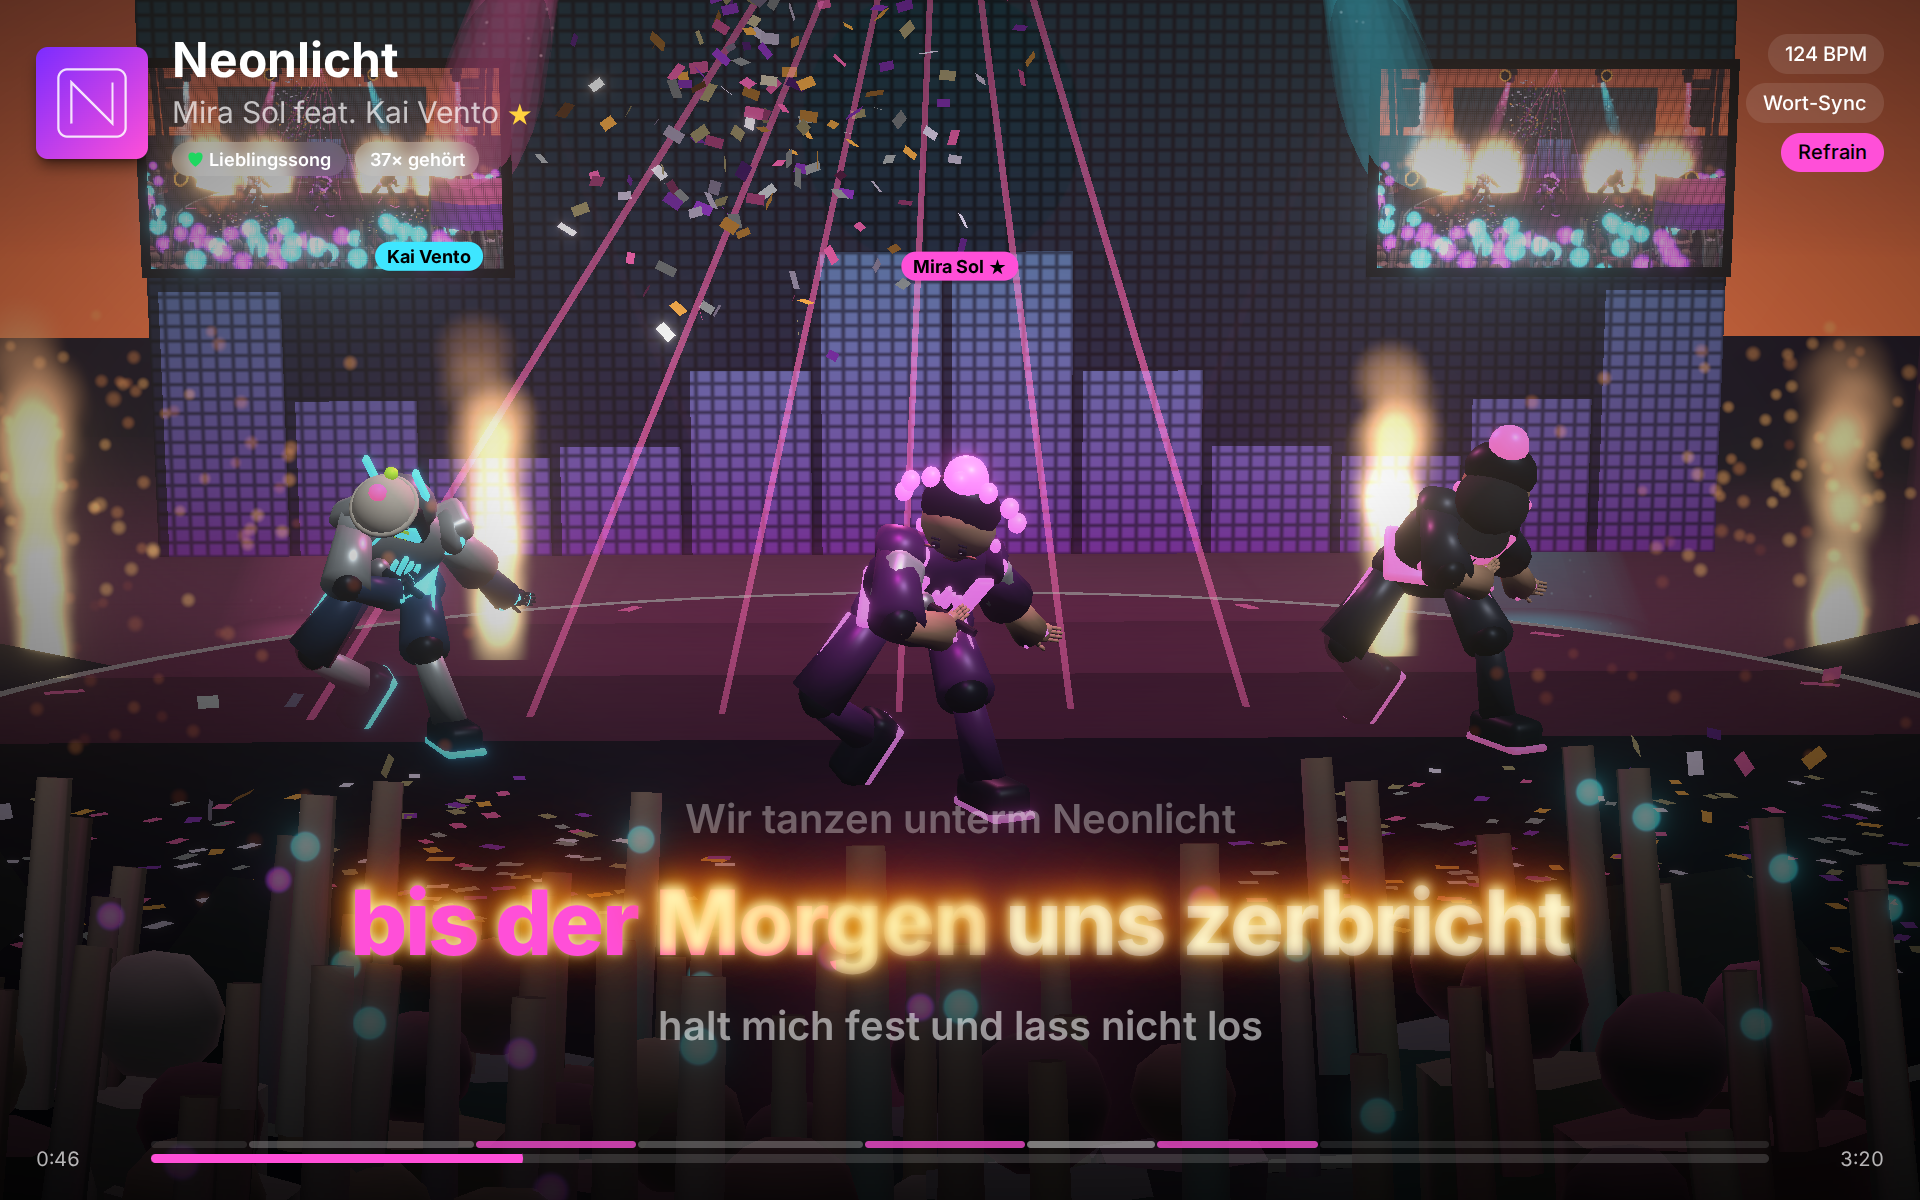 Neonlicht
Mira Sol feat. Kai Vento ★
Lieblingssong
37× gehört
124 BPM
Wort-Sync
Refrain
Kai Vento
Mira Sol ★
Wir tanzen unterm Neonlicht
bis der Morgen uns zerbricht
halt mich fest und lass nicht los
0:46
3:20